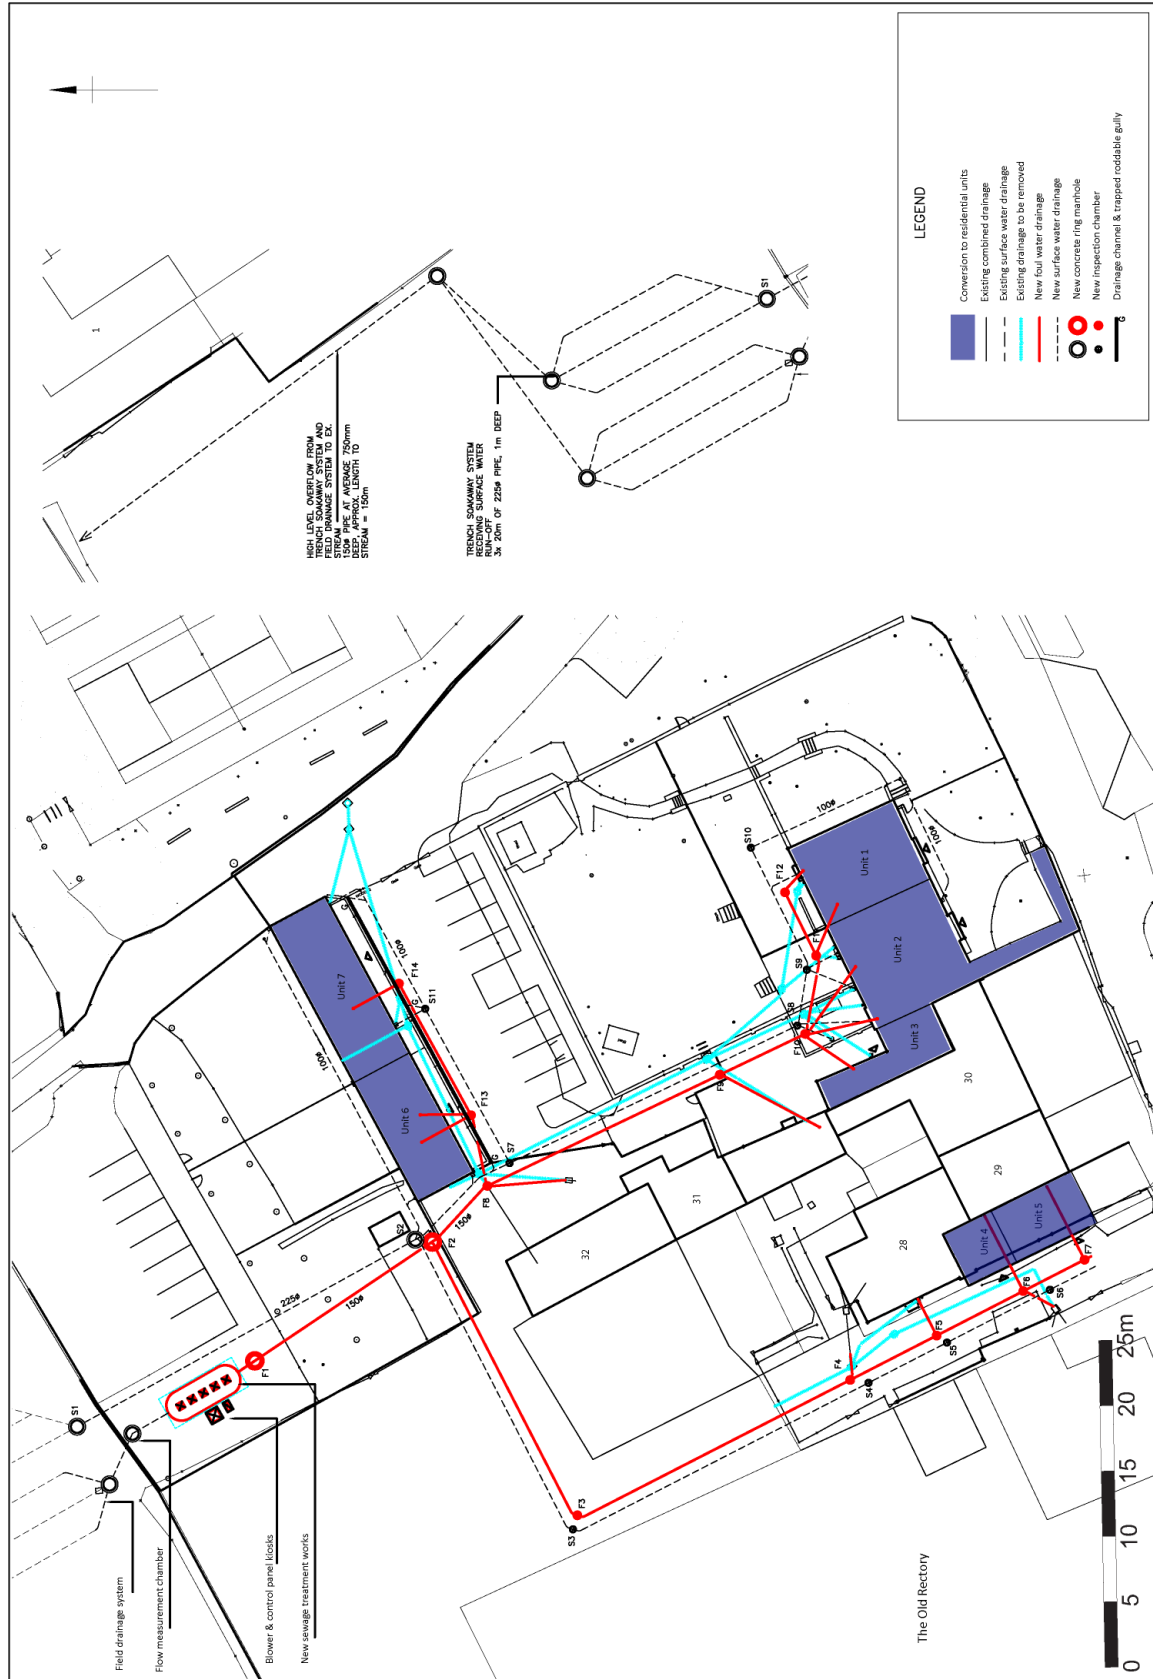 1
HIGH LEVEL OVERFLOW FROM
TRENCH SOAKAWAY SYSTEM AND
FIELD DRAINAGE SYSTEM TO EX.
STREAM
150ø PIPE AT AVERAGE 750mm
DEEP, APPROX. LENGTH TO
STREAM = 150m
TRENCH SOAKAWAY SYSTEM
RECEIVING SURFACE WATER
RUN-OFF
3x 20m OF 225ø PIPE, 1m DEEP
S1
LEGEND
Conversion to residential units
Existing combined drainage
Existing surface water drainage
Existing drainage to be removed
New foul water drainage
New surface water drainage
New concrete ring manhole
New inspection chamber
Drainage channel & trapped roddable gully
G
Field drainage system
Flow measurement chamber
Blower & control panel kiosks
New sewage treatment works
S1
F1
225ø
150ø
S2
F2
150ø
F8
S7
G
F13
Unit 6
100ø
Unit 7
G
100ø
F14
G
S11
S3
F3
32
31
F9
F10
S8
S9
F12
S10
100ø
Unit 1
Unit 2
Unit 3
100ø
30
29
28
Unit 4
Unit 5
F4
S4
F5
S5
F6
S6
F7
The Old Rectory
0
5
10
15
20
25m